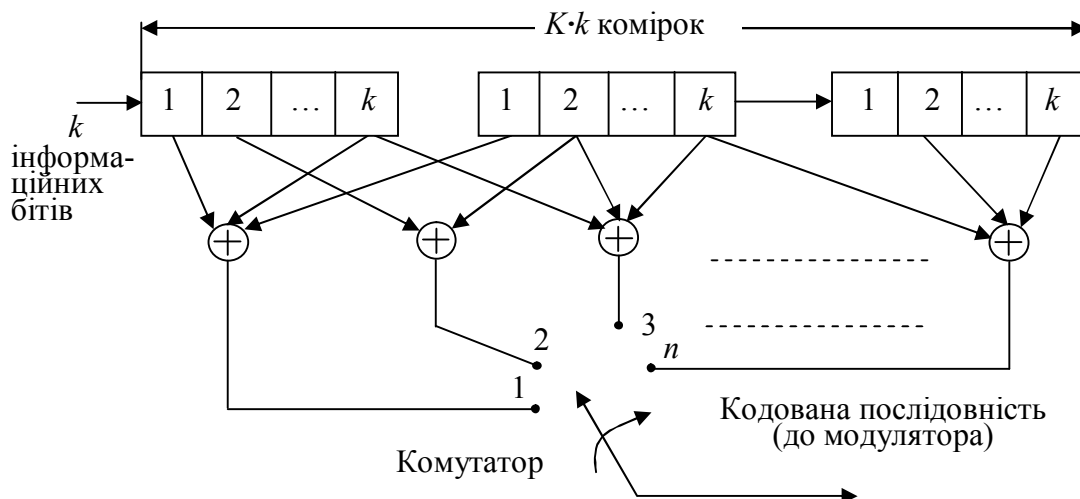 K·k комірок
1 2 … k 1 2 … k 1 2 … k
k
інформа-
ційних
бітів
+ + + +
3
2
n
1
Кодована послідовність
(до модулятора)
Комутатор